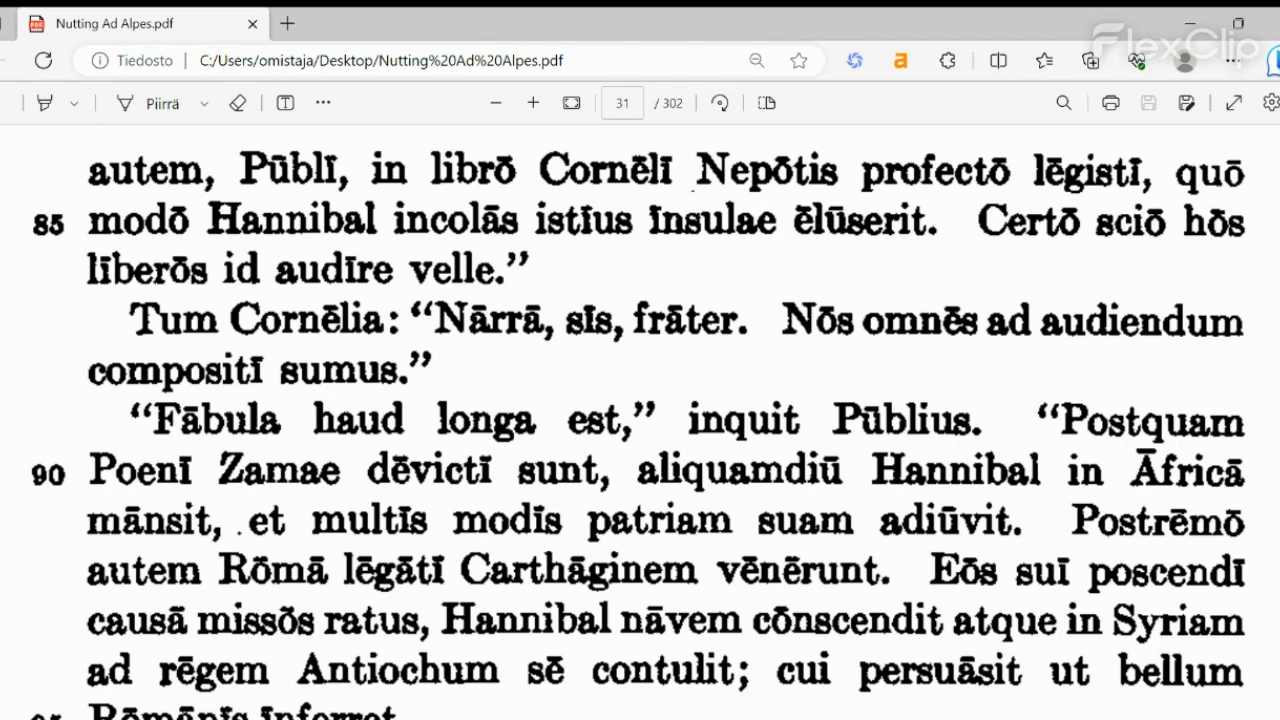 Nutting Ad Alpes.pdf
FlexClip
Tiedosto C:/Users/omistaja/Desktop/Nutting%20Ad%20Alpes.pdf
Piirrä 31 / 302
autem, Pūblī, in librō Cornēlī Nepōtis profectō lēgistī, quō
85 modō Hannibal incolās istīus īnsulae ēlūserit. Certō sciō hōs
līberōs id audīre velle.”
Tum Cornēlia: “Nārrā, sīs, frāter. Nōs omnēs ad audiendum
compositī sumus.”
“Fābula haud longa est,” inquit Pūblius. “Postquam
90 Poenī Zamae dēvictī sunt, aliquamdiū Hannibal in Āfricā
mānsit, et multīs modīs patriam suam adiūvit. Postrēmō
autem Rōmā lēgātī Carthāginem vēnērunt. Eōs suī poscendī
causā missōs ratus, Hannibal nāvem cōnscendit atque in Syriam
ad rēgem Antiochum sē contulit; cui persuāsit ut bellum
Rōmānīs īnferret